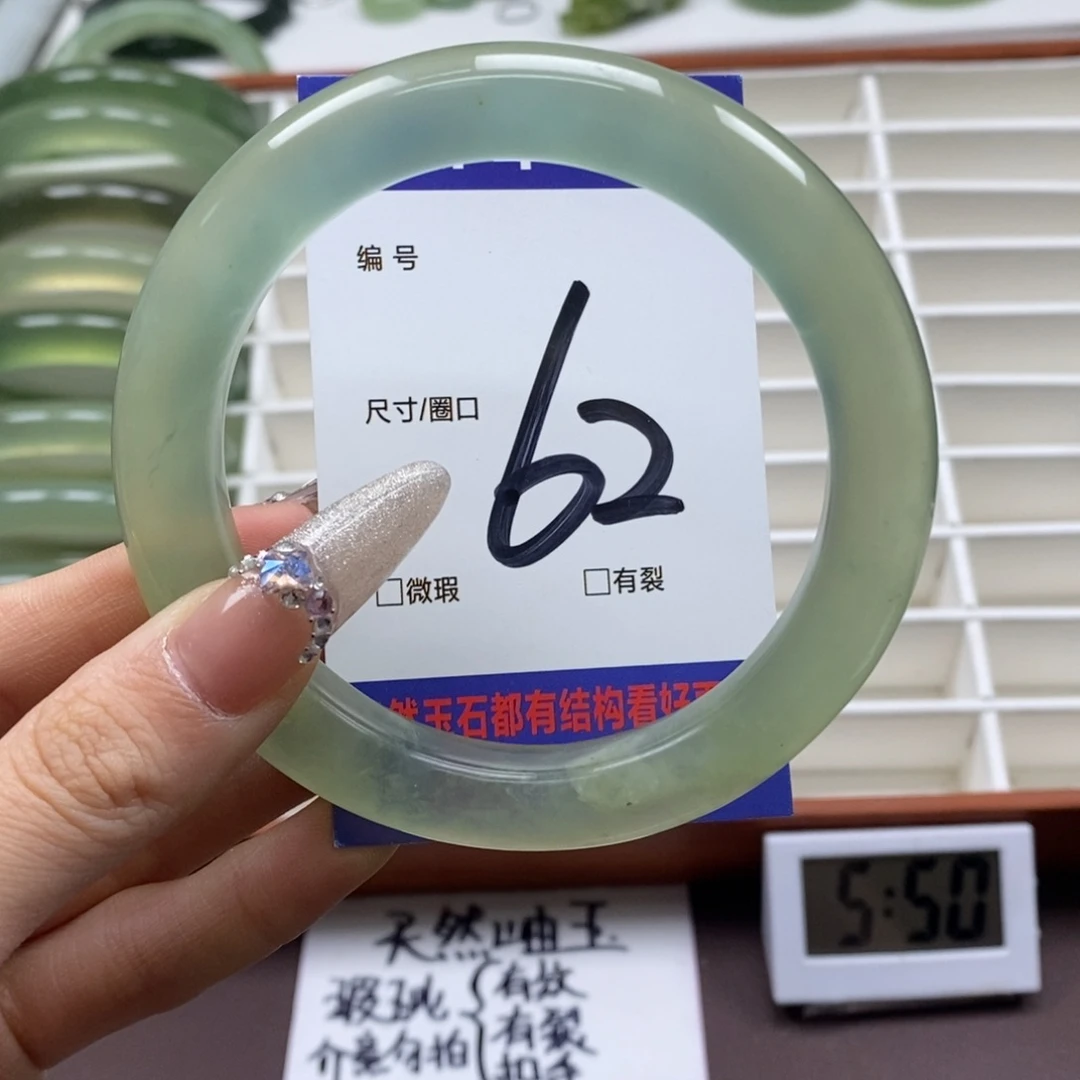 编号
尺寸/圈口 62
□微瑕 □有裂
然玉石都有结构看好再
5:50
天然岫玉
瑕玭 有纹
有裂
介意勿拍